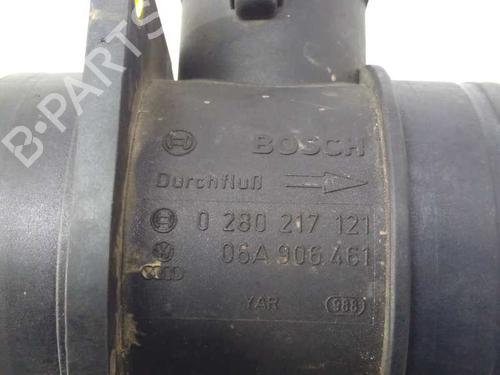 B-PARTS
BOSCH
Durchfluß
0 280 217 121
06A 906 461
YAR 988